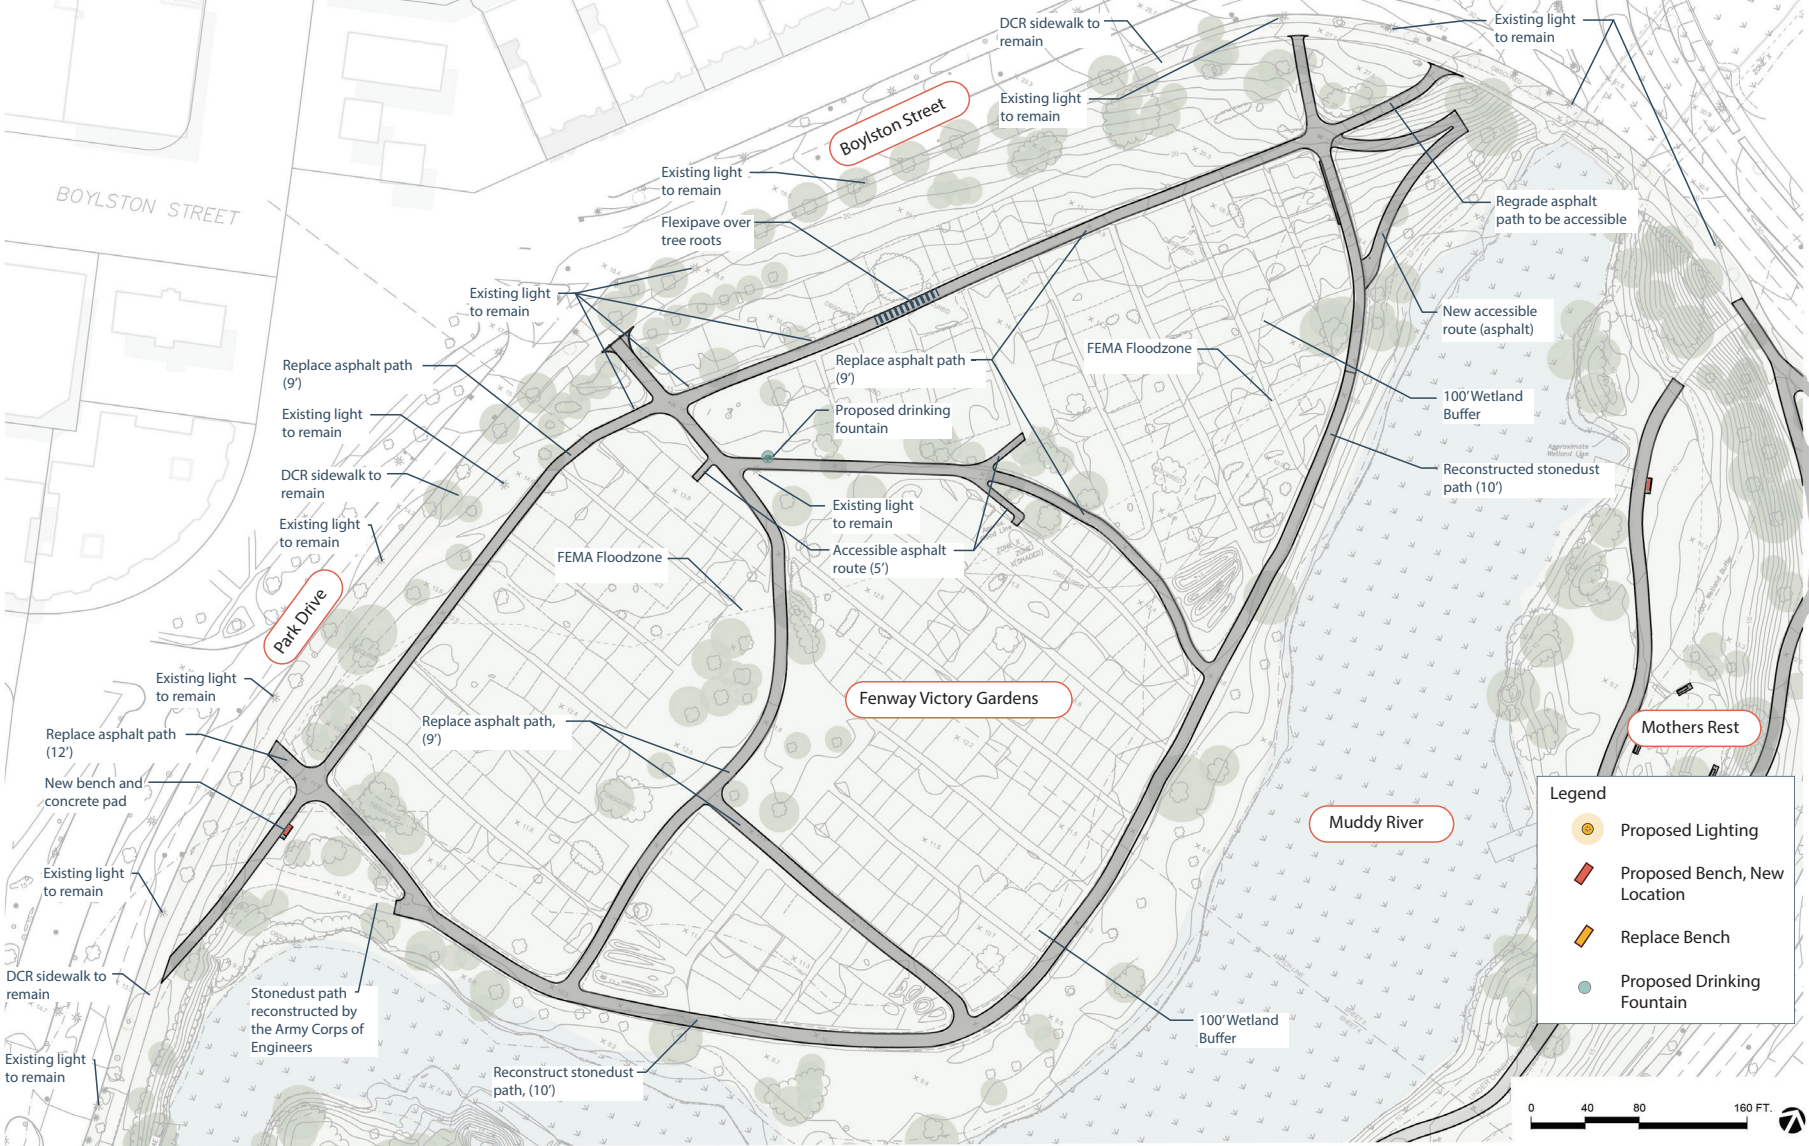 DCR sidewalk to
remain
Existing light
to remain
Existing light
to remain
Boylston Street
BOYLSTON STREET
Existing light
to remain
Flexipave over
tree roots
Regrade asphalt
path to be accessible
Existing light
to remain
New accessible
route (asphalt)
Replace asphalt path
(9')
Replace asphalt path
(9')
FEMA Floodzone
100' Wetland
Buffer
Existing light
to remain
Proposed drinking
fountain
DCR sidewalk to
remain
Approximate
Wetland Line
Reconstructed stonedust
path (10')
Existing light
to remain
Existing light
to remain
Accessible asphalt
route (5')
FEMA Floodzone
ZONE X
(SHADED)
Park Drive
Existing light
to remain
Fenway Victory Gardens
Replace asphalt path,
(9')
Mothers Rest
Replace asphalt path
(12')
New bench and
concrete pad
Muddy River
Existing light
to remain
Legend
Proposed Lighting
Proposed Bench, New
Location
Replace Bench
Proposed Drinking
Fountain
DCR sidewalk to
remain
Stonedust path
reconstructed by
the Army Corps of
Engineers
100' Wetland
Buffer
Existing light
to remain
Reconstruct stonedust
path, (10')
0 40 80 160 FT.